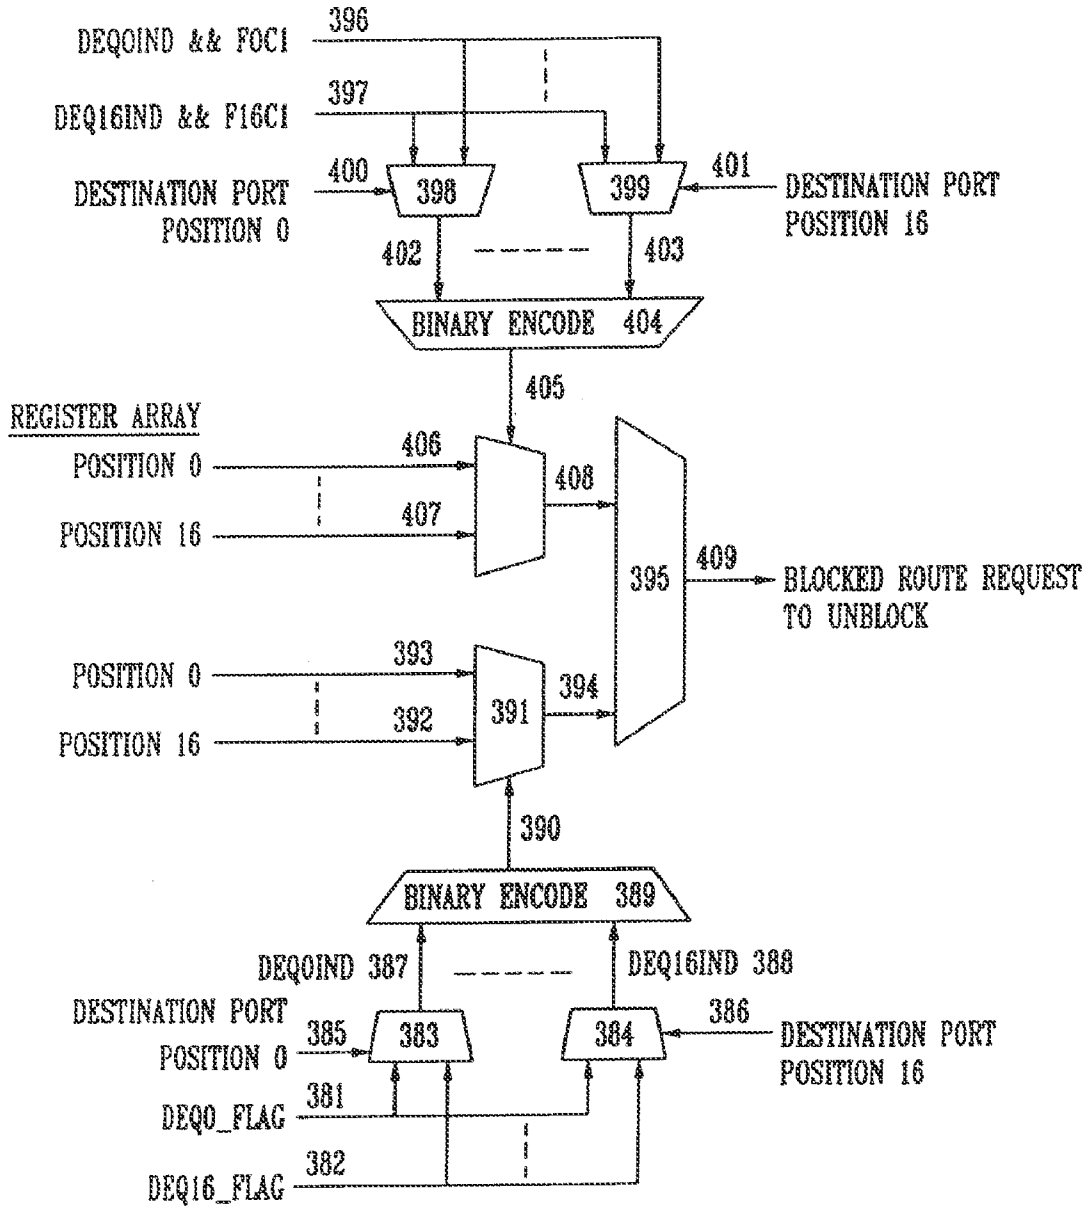 396
DEQ0IND && F0C1
397
DEQ16IND && F16C1
400
DESTINATION PORT
POSITION 0
398
399
401
DESTINATION PORT
POSITION 16
402
403
BINARY ENCODE 404
405
REGISTER ARRAY
POSITION 0
406
408
POSITION 16
407
395
409
BLOCKED ROUTE REQUEST
TO UNBLOCK
POSITION 0
393
394
POSITION 16
392
391
390
BINARY ENCODE 389
DEQ0IND 387
DEQ16IND 388
DESTINATION PORT
POSITION 0
385
383
384
386
DESTINATION PORT
POSITION 16
381
DEQ0_FLAG
382
DEQ16_FLAG